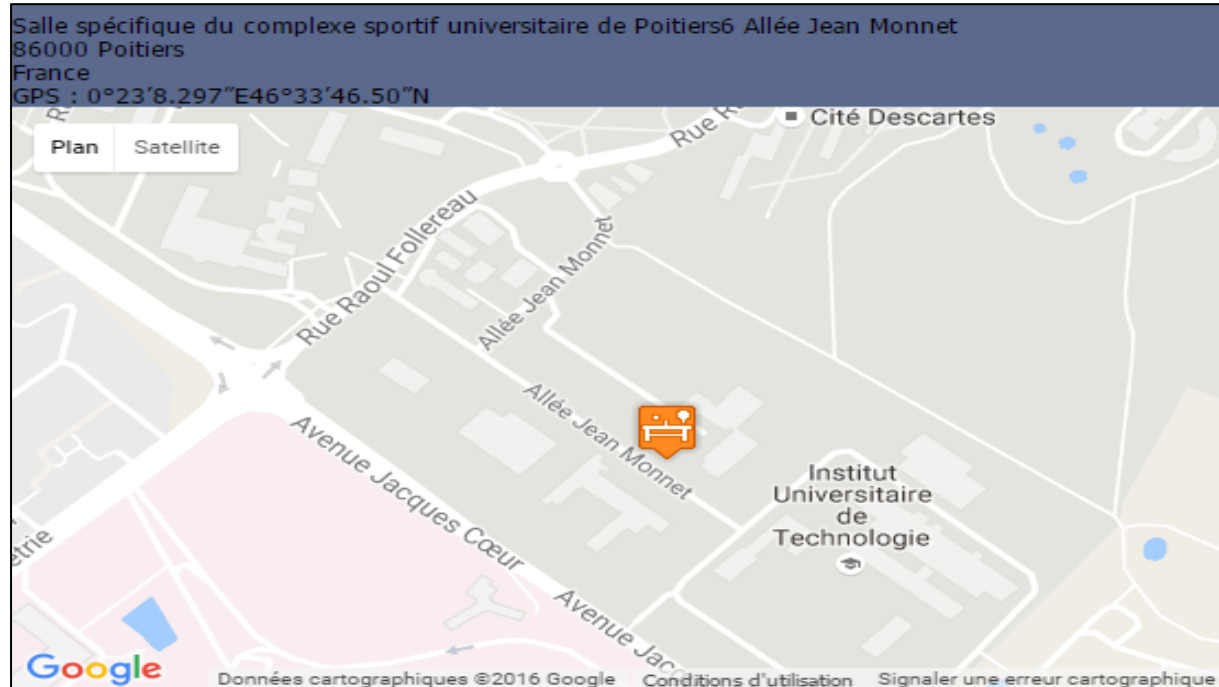 Salle spécifique du complexe sportif universitaire de Poitiers6 Allée Jean Monnet
86000 Poitiers
France
GPS : 0°23'8.297"E46°33'46.50"N
Plan Satellite
Cité Descartes
Rue
Rue Raoul Follereau
Allée Jean Monnet
Allée Jean Monnet
Avenue Jacques Cœur
Institut
Universitaire
de
Technologie
Avenue
Google
Données cartographiques ©2016 Google Conditions d'utilisation Signaler une erreur cartographique